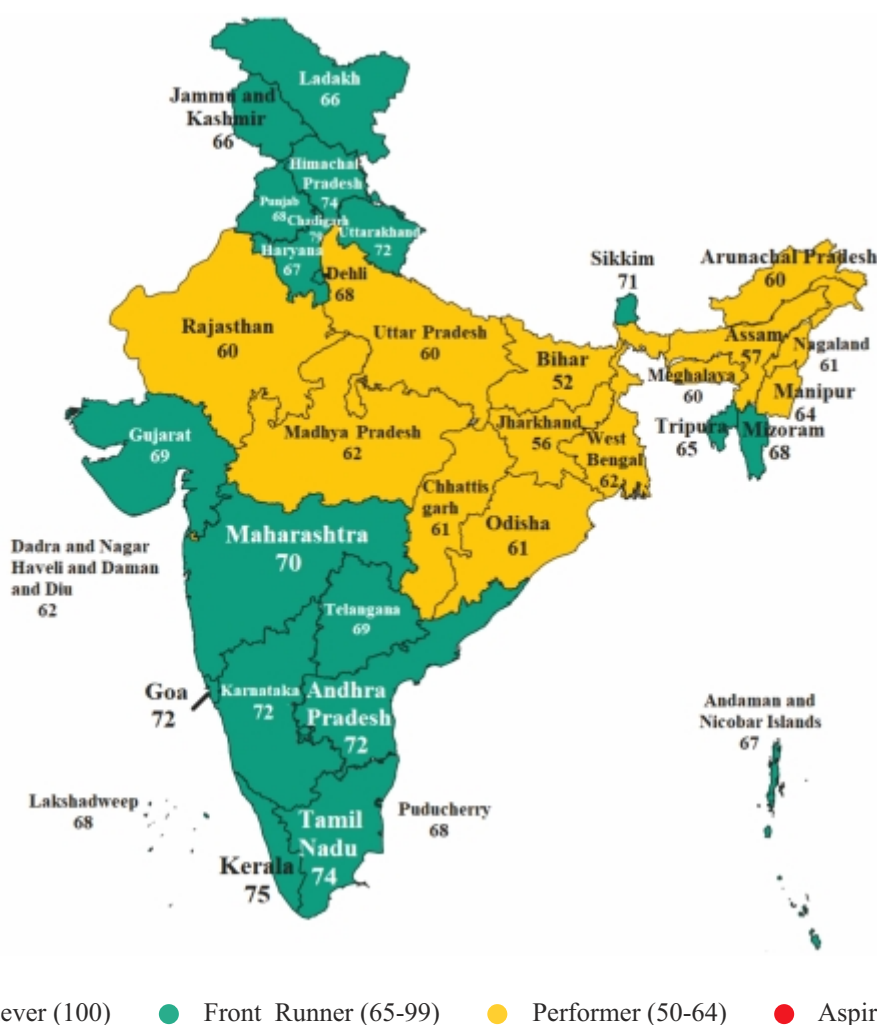 Ladakh
66
Jammu and
Kashmir
66
Himachal
Pradesh
74
Punjab
68
Chadigarh
79
Uttarakhand
72
Haryana
67
Dehli
68
Sikkim
71
Arunachal Pradesh
60
Rajasthan
60
Uttar Pradesh
60
Bihar
52
Assam
57
Nagaland
61
Meghalaya
60
Manipur
64
Tripura
65
Mizoram
68
Gujarat
69
Madhya Pradesh
62
Jharkhand
56
West
Bengal
62
Chhattis
garh
61
Odisha
61
Dadra and Nagar
Haveli and Daman
and Diu
62
Maharashtra
70
Telangana
69
Goa
72
Karnataka
72
Andhra
Pradesh
72
Andaman and
Nicobar Islands
67
Lakshadweep
68
Puducherry
68
Tamil
Nadu
74
Kerala
75
ever (100) Front Runner (65-99) Performer (50-64) Aspir